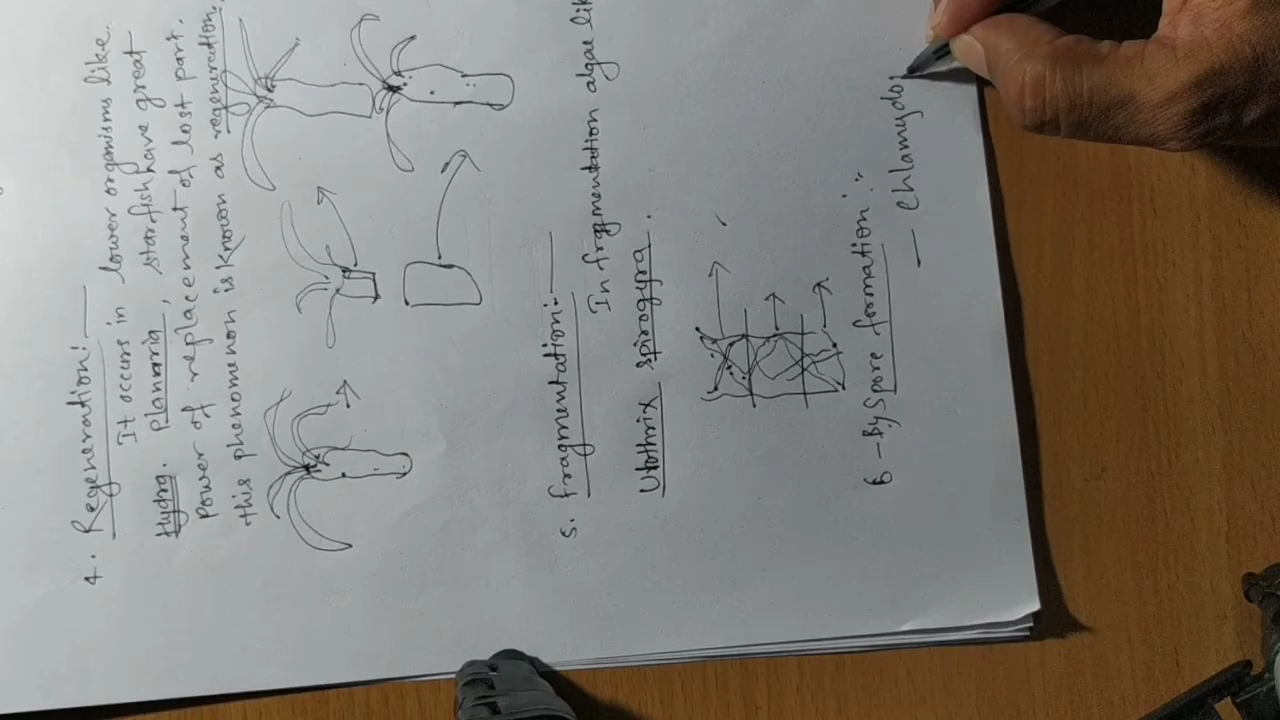 4. Regeneration:—
It occurs in lower organisms like
Hydra. Planaria, starfish have great
Power of replacement of lost part.
this phenomenon is known as regeneration.
5. fragmentation:—
In fragmentation algae lik
Ulothrix spirogyra.
6 - By Spore formation:-
— Chlamydo